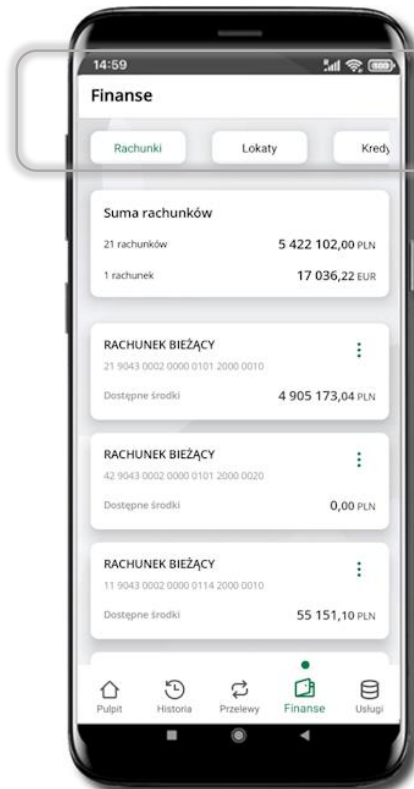 14:59
100
Finanse
Rachunki Lokaty Kredy
Suma rachunków
21 rachunków 5 422 102,00 PLN
1 rachunek 17 036,22 EUR
RACHUNEK BIEŻĄCY
21 9043 0002 0000 0101 2000 0010
Dostępne środki 4 905 173,04 PLN
RACHUNEK BIEŻĄCY
42 9043 0002 0000 0101 2000 0020
Dostępne środki 0,00 PLN
RACHUNEK BIEŻĄCY
11 9043 0002 0000 0114 2000 0010
Dostępne środki 55 151,10 PLN
Pulpit Historia Przelewy Finanse Usługi